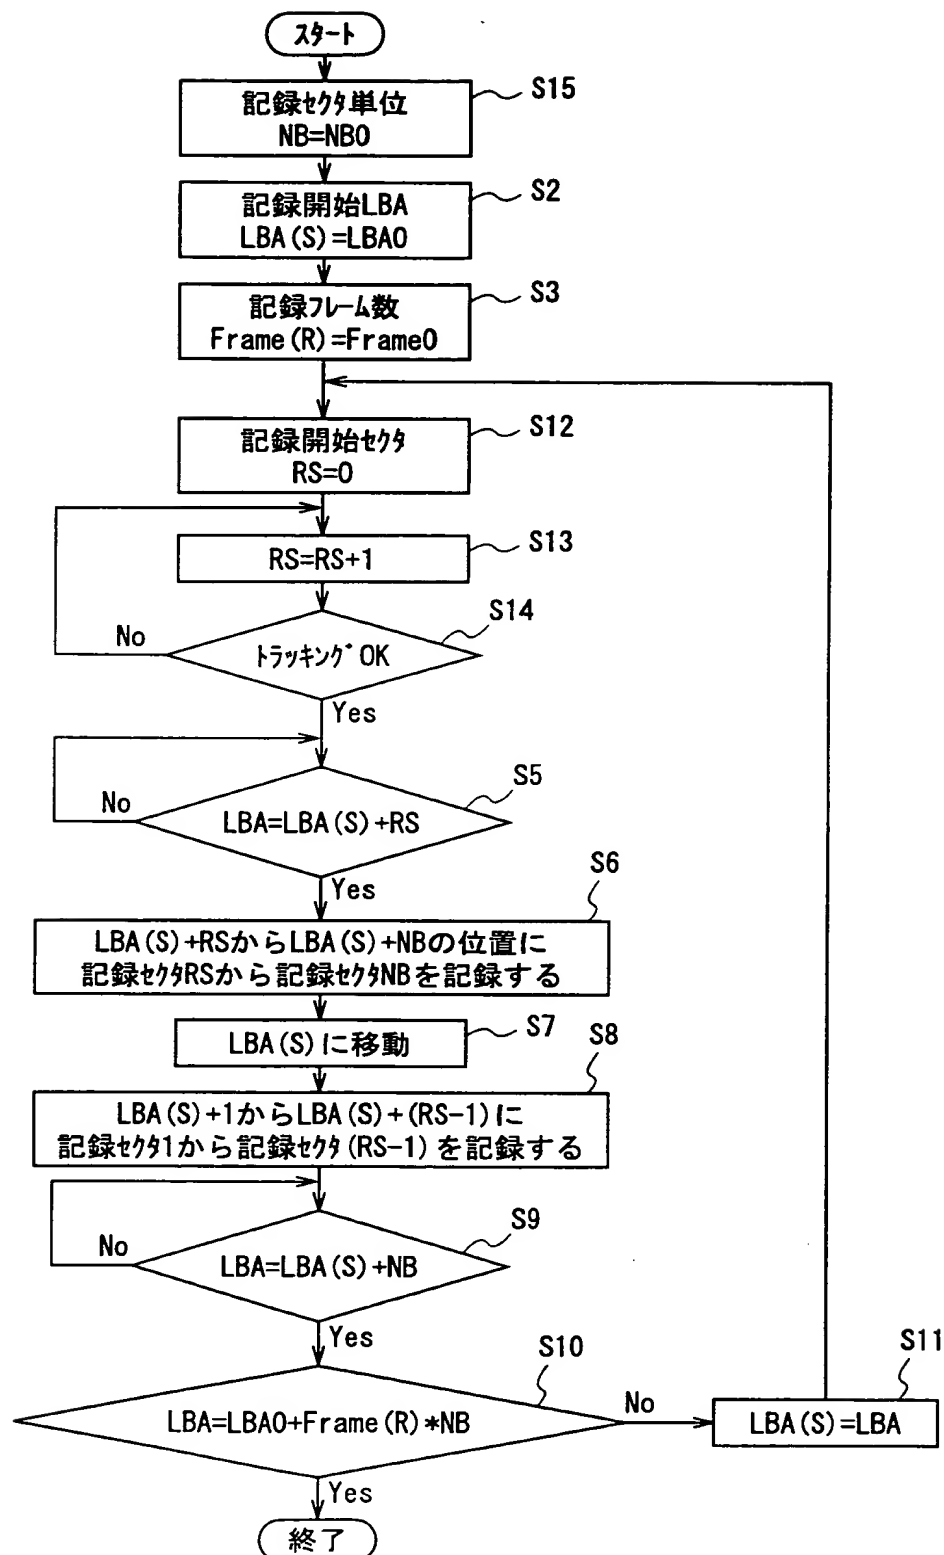 スタート
記録セクタ単位
NB=NB0
S15
記録開始LBA
LBA(S)=LBA0
S2
記録フレーム数
Frame(R)=Frame0
S3
記録開始セクタ
RS=0
S12
RS=RS+1
S13
トラッキングOK
S14
No
Yes
LBA=LBA(S)+RS
S5
No
Yes
S6
LBA(S)+RSからLBA(S)+NBの位置に
記録セクタRSから記録セクタNBを記録する
LBA(S)に移動
S7
S8
LBA(S)+1からLBA(S)+(RS-1)に
記録セクタ1から記録セクタ(RS-1)を記録する
S9
No
LBA=LBA(S)+NB
Yes
S10
LBA=LBA0+Frame(R)*NB
No
S11
LBA(S)=LBA
Yes
終了